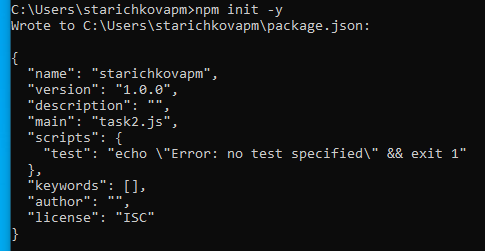 C:\Users\starichkovapm>npm init -y
Wrote to C:\Users\starichkovapm\package.json:

{
  "name": "starichkovapm",
  "version": "1.0.0",
  "description": "",
  "main": "task2.js",
  "scripts": {
    "test": "echo \"Error: no test specified\" && exit 1"
  },
  "keywords": [],
  "author": "",
  "license": "ISC"
}